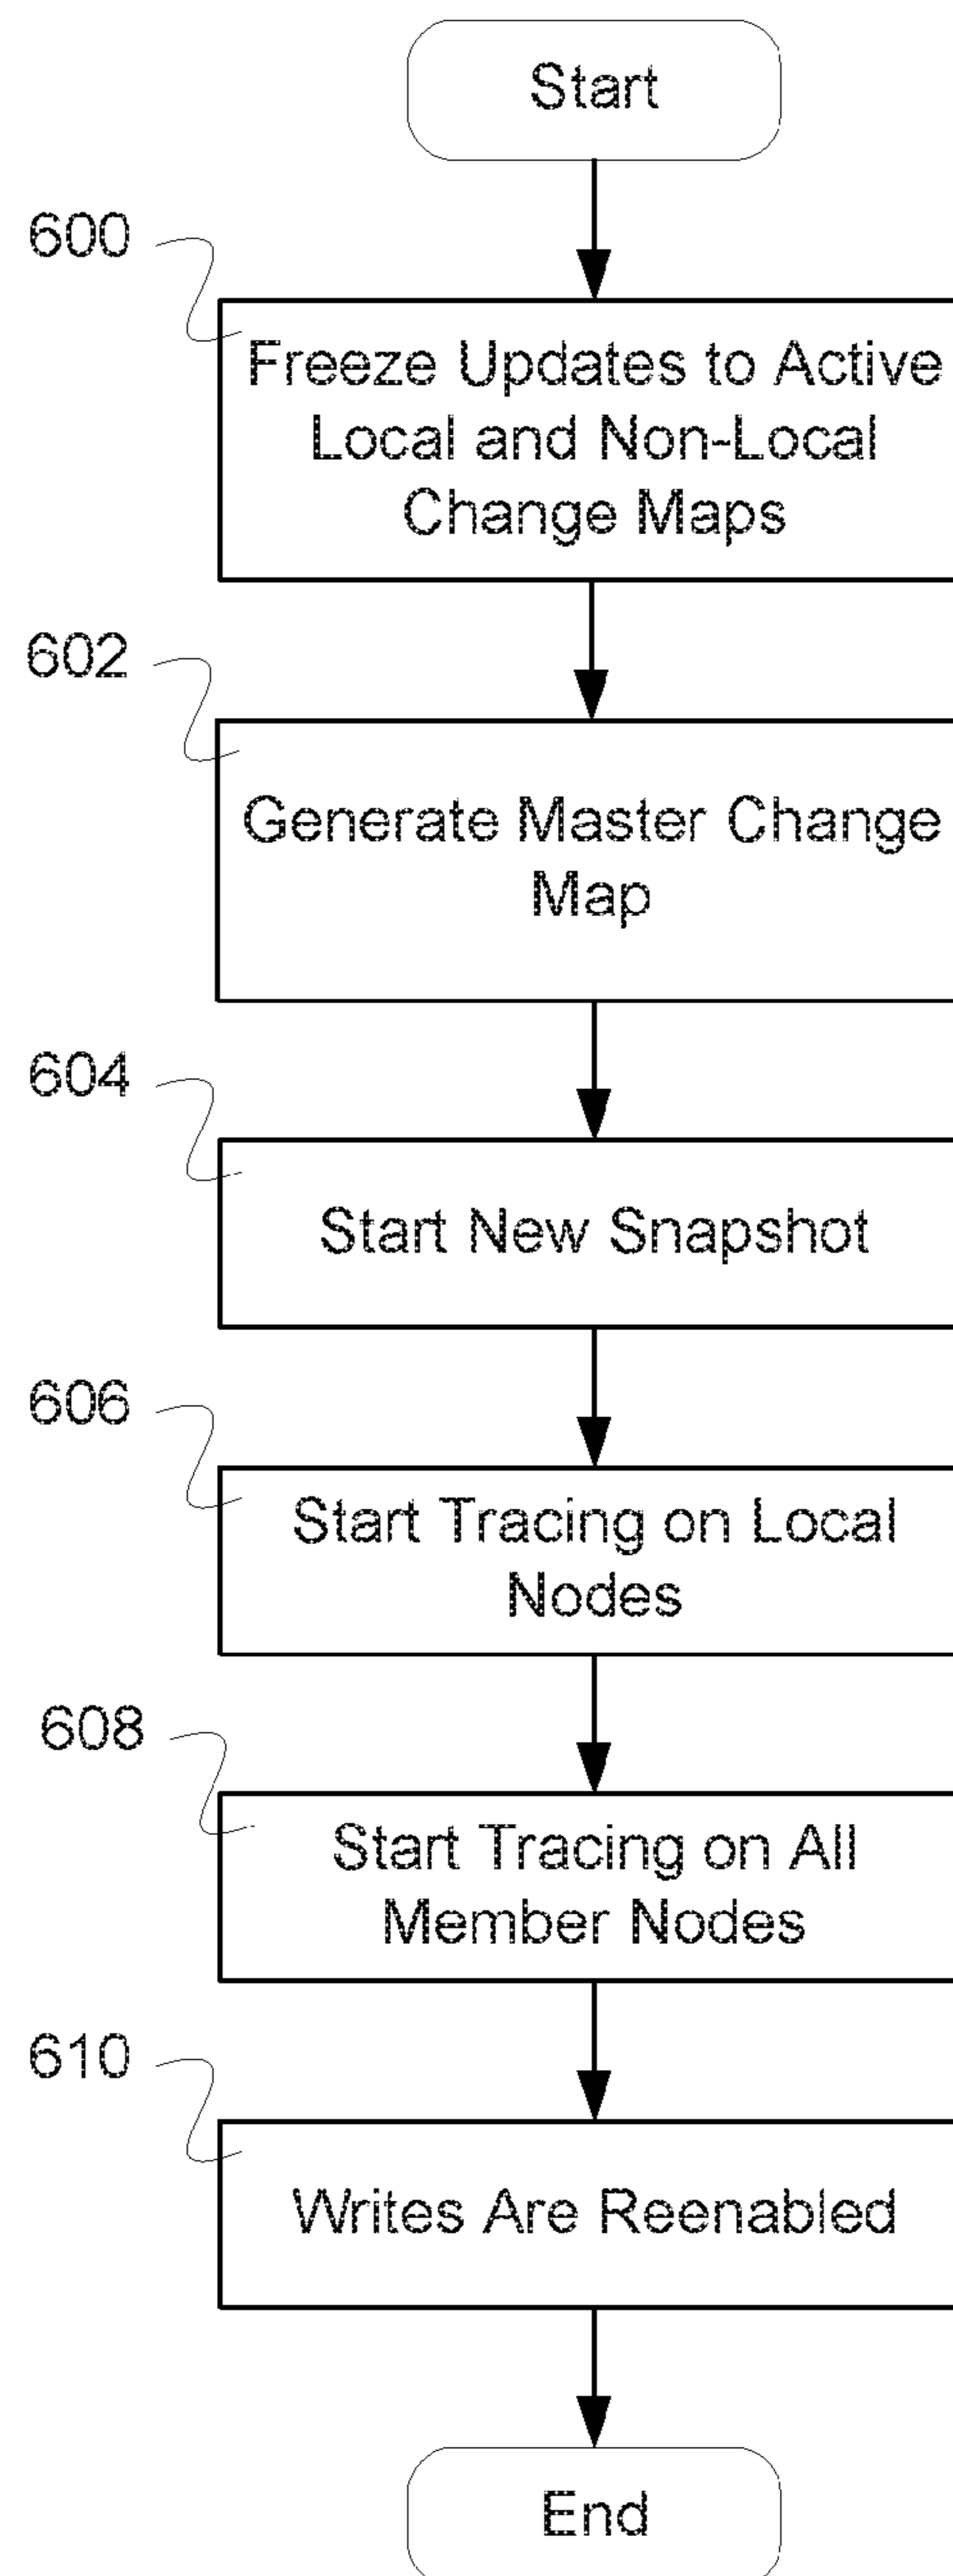 Start
600
Freeze Updates to Active
Local and Non-Local
Change Maps
602
Generate Master Change
Map
604
Start New Snapshot
606
Start Tracing on Local
Nodes
608
Start Tracing on All
Member Nodes
610
Writes Are Reenabled
End